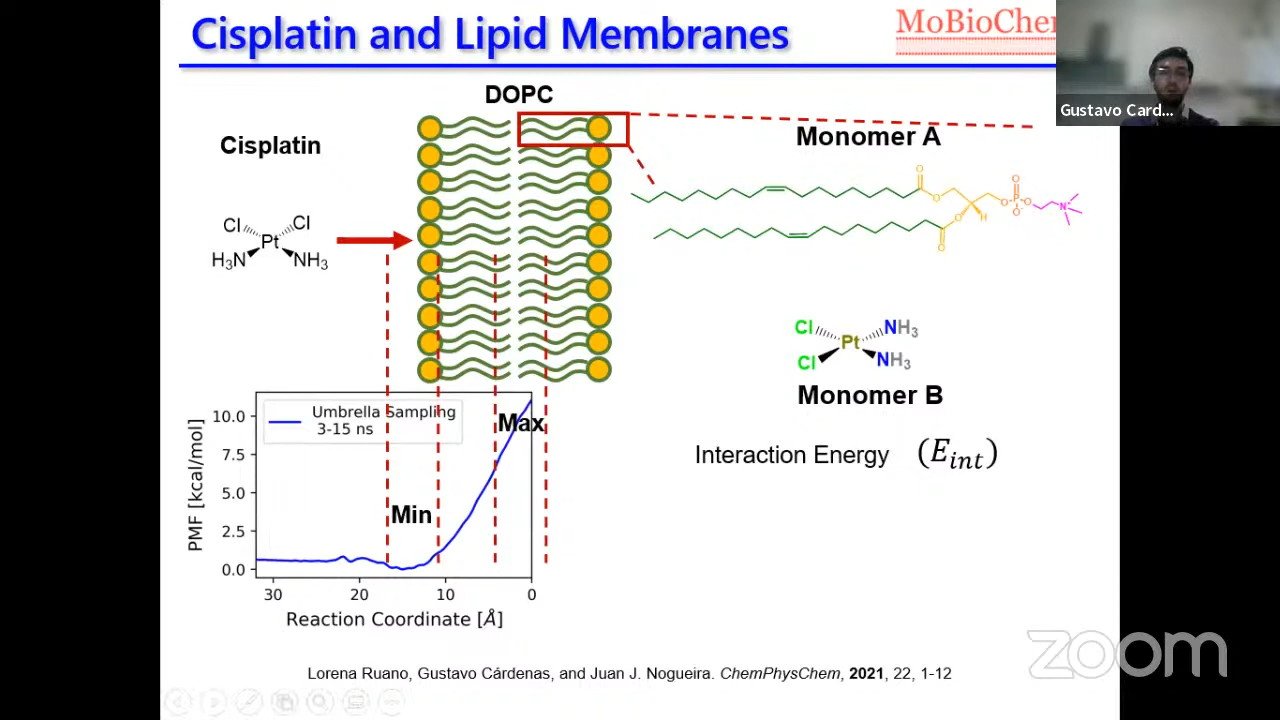 Cisplatin and Lipid Membranes
MoBioChem
Gustavo Card...
DOPC
Cisplatin
Monomer A
Cl
Cl
Pt
H3N
NH3
O
O
O
O
H
O
P
O
O-
O
N+
Cl
NH3
Pt
Cl
NH3
Monomer B
Interaction Energy (Eint)
Umbrella Sampling
3-15 ns
Max
Min
PMF [kcal/mol]
10.0
7.5
5.0
2.5
0.0
30
20
10
0
Reaction Coordinate [Å]
Lorena Ruano, Gustavo Cárdenas, and Juan J. Nogueira. ChemPhysChem, 2021, 22, 1-12
zoom